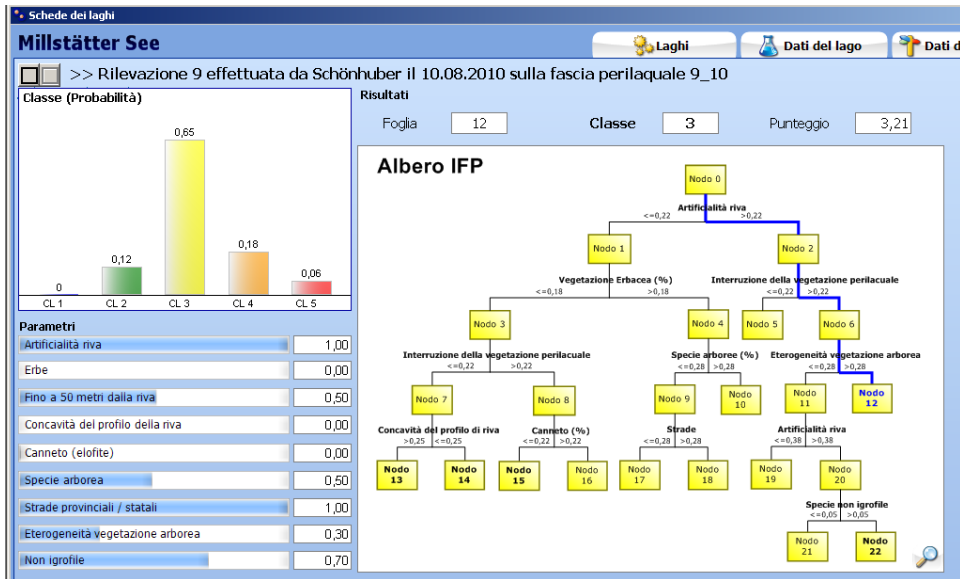 Schede dei laghi
Millstätter See
Laghi
Dati del lago
Dati d
>> Rilevazione 9 effettuata da Schönhuber il 10.08.2010 sulla fascia perilaquale 9_10
Classe (Probabilità)
0
0,12
0,65
0,18
0,06
CL 1 CL 2 CL 3 CL 4 CL 5
Parametri
Artificialità riva 1,00
Erbe 0,00
Fino a 50 metri dalla riva 0,50
Concavità del profilo della riva 0,00
Canneto (elofite) 0,00
Specie arborea 0,50
Strade provinciali / statali 1,00
Eterogeneità vegetazione arborea 0,30
Non igrofile 0,70
Risultati
Foglia 12 Classe 3 Punteggio 3,21
Albero IFP
Nodo 0
Artificialità riva
<=0,22 >0,22
Nodo 1 Nodo 2
Vegetazione Erbacea (%) Interruzione della vegetazione perilacuale
<=0,18 >0,18 <=0,22 >0,22
Nodo 3 Nodo 4 Nodo 5 Nodo 6
Interruzione della vegetazione perilacuale Specie arboree (%) Eterogeneità vegetazione arborea
<=0,22 >0,22 <=0,28 >0,28 <=0,28 >0,28
Nodo 7 Nodo 8 Nodo 9 Nodo 10 Nodo 11 Nodo 12
Concavità del profilo di riva Canneto (%) Strade Artificialità riva
>0,25 <=0,25 <=0,22 >0,22 <=0,28 >0,28 <=0,38 >0,38
Nodo 13 Nodo 14 Nodo 15 Nodo 16 Nodo 17 Nodo 18 Nodo 19 Nodo 20
Specie non igrofile
<=0,05 >0,05
Nodo 21 Nodo 22